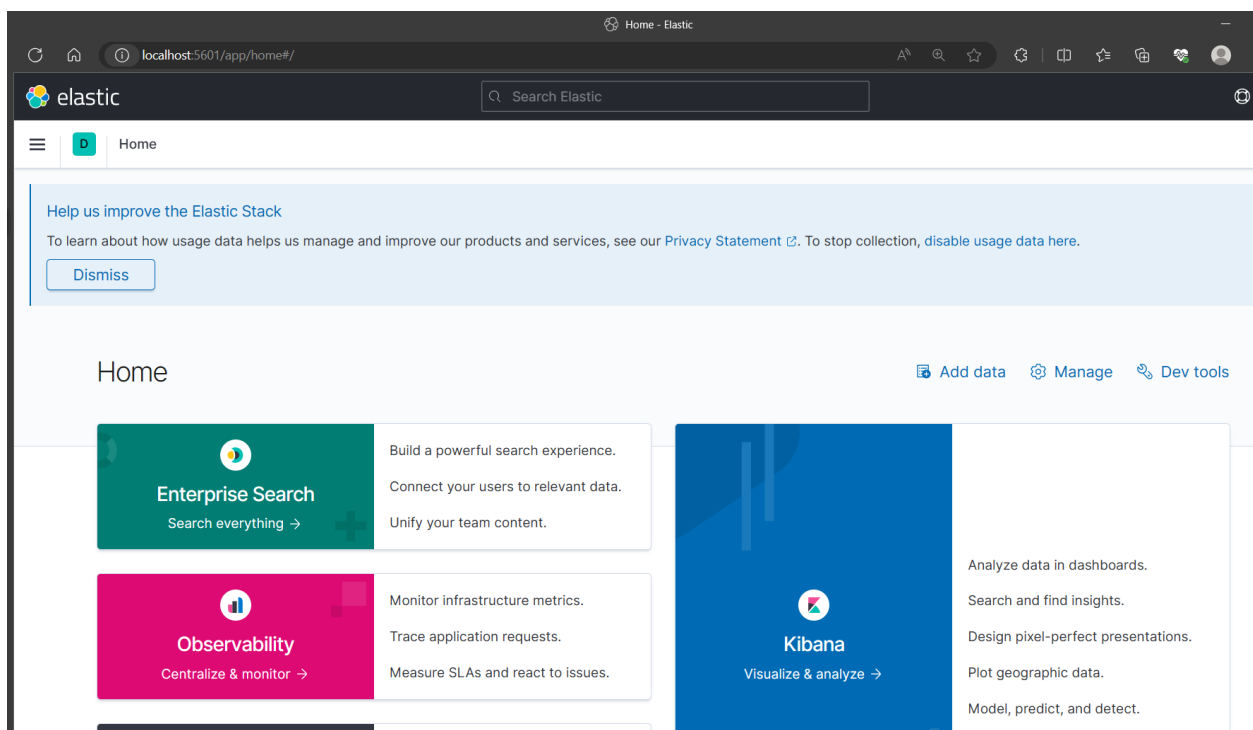 Home - Elastic
localhost:5601/app/home#/
elastic
Search Elastic
D
Home
Help us improve the Elastic Stack
To learn about how usage data helps us manage and improve our products and services, see our Privacy Statement. To stop collection, disable usage data here.
Dismiss
Home
Add data
Manage
Dev tools
Enterprise Search
Search everything →
Build a powerful search experience.
Connect your users to relevant data.
Unify your team content.
Observability
Centralize & monitor →
Monitor infrastructure metrics.
Trace application requests.
Measure SLAs and react to issues.
Kibana
Visualize & analyze →
Analyze data in dashboards.
Search and find insights.
Design pixel-perfect presentations.
Plot geographic data.
Model, predict, and detect.